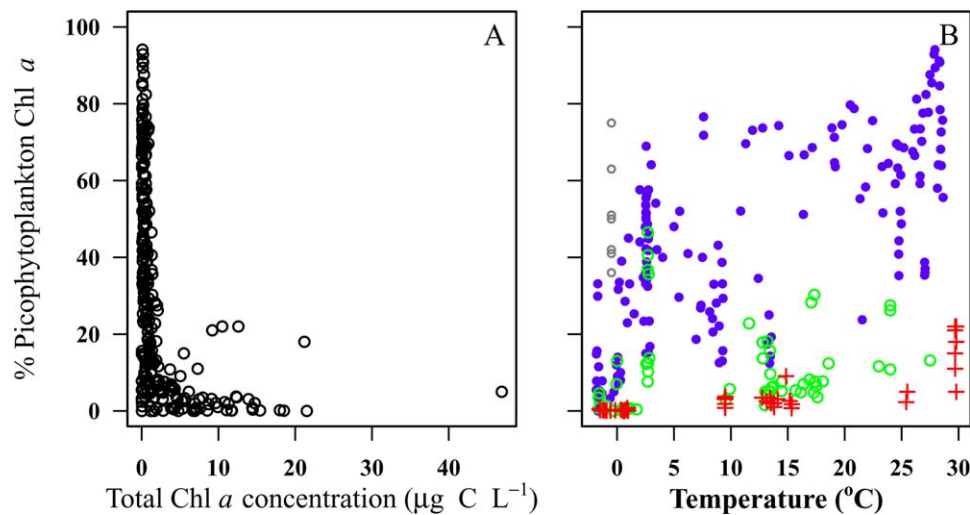 % Picophytoplankton Chl a
100
80
60
40
20
0
A
0 10 20 30 40
Total Chl a concentration (μg C L⁻¹)
B
0 5 10 15 20 25 30
Temperature (°C)